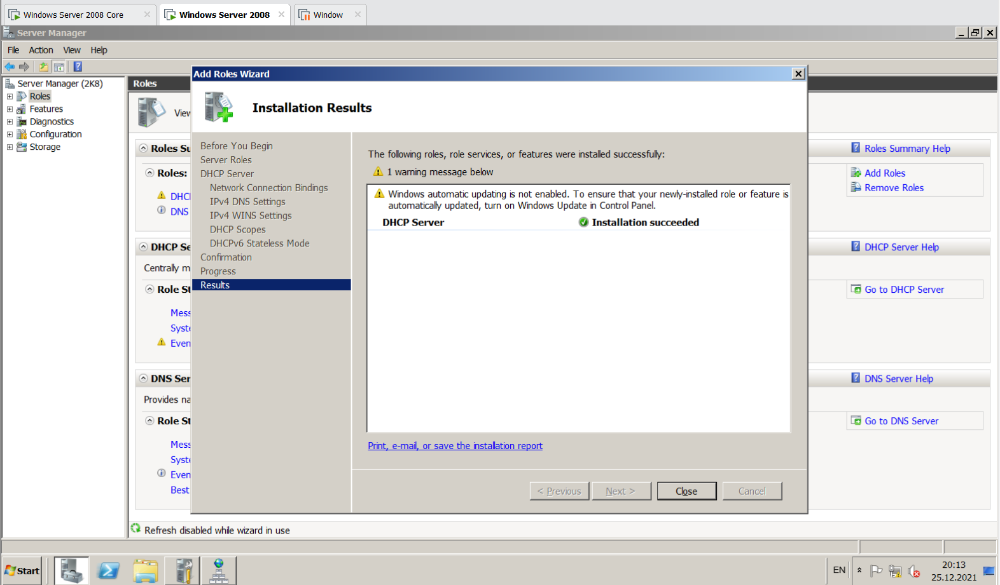 Windows Server 2008 Core
Windows Server 2008
Window
Server Manager
File Action View Help
Server Manager (2K8)
Roles
Features
Diagnostics
Configuration
Storage
Roles
View
Roles Su
Roles:
DHCI
DNS
DHCP Se
Centrally m
Role St
Mess
Syste
Even
DNS Ser
Provides na
Role St
Mess
Syste
Even
Best
Refresh disabled while wizard in use
Add Roles Wizard
Installation Results
Before You Begin
Server Roles
DHCP Server
Network Connection Bindings
IPv4 DNS Settings
IPv4 WINS Settings
DHCP Scopes
DHCPv6 Stateless Mode
Confirmation
Progress
Results
The following roles, role services, or features were installed successfully:
1 warning message below
Windows automatic updating is not enabled. To ensure that your newly-installed role or feature is
automatically updated, turn on Windows Update in Control Panel.
DHCP Server Installation succeeded
Print, e-mail, or save the installation report
< Previous Next > Close Cancel
Roles Summary Help
Add Roles
Remove Roles
DHCP Server Help
Go to DHCP Server
DNS Server Help
Go to DNS Server
Start
EN
20:13
25.12.2021